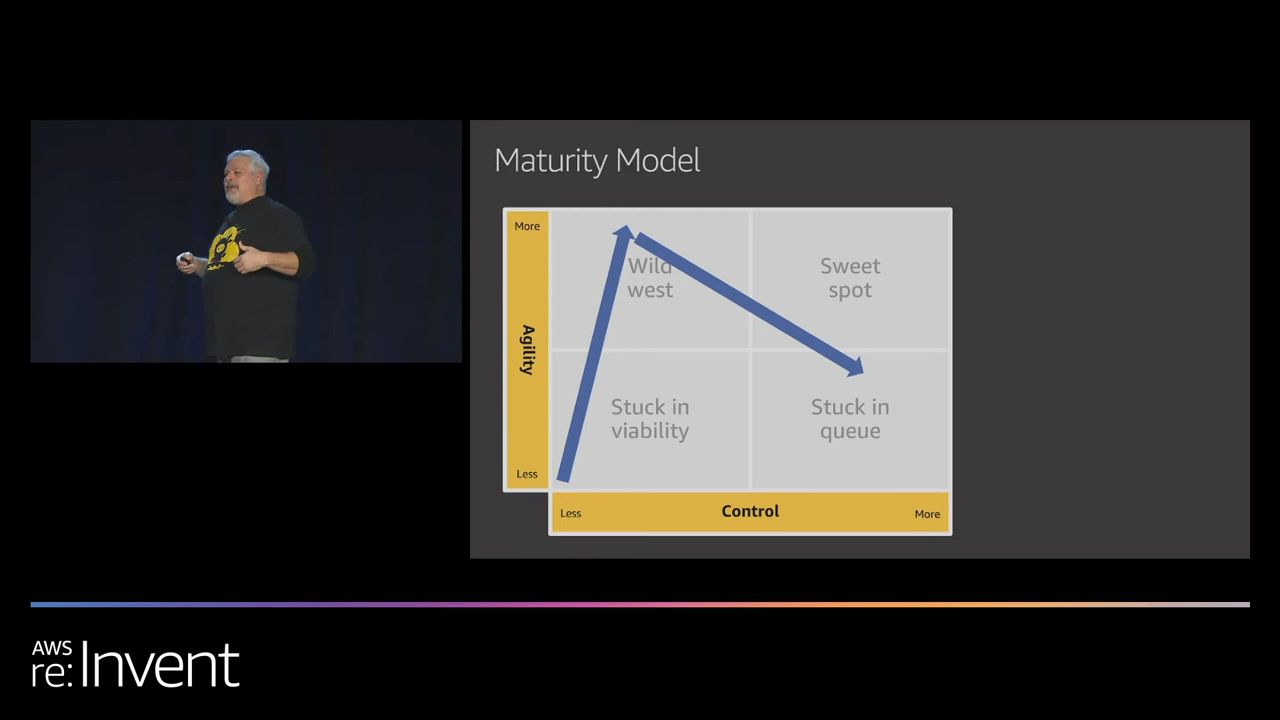 Maturity Model
More
Agility
Less
Wild
west
Sweet
spot
Stuck in
viability
Stuck in
queue
Less
Control
More
AWS
re:Invent